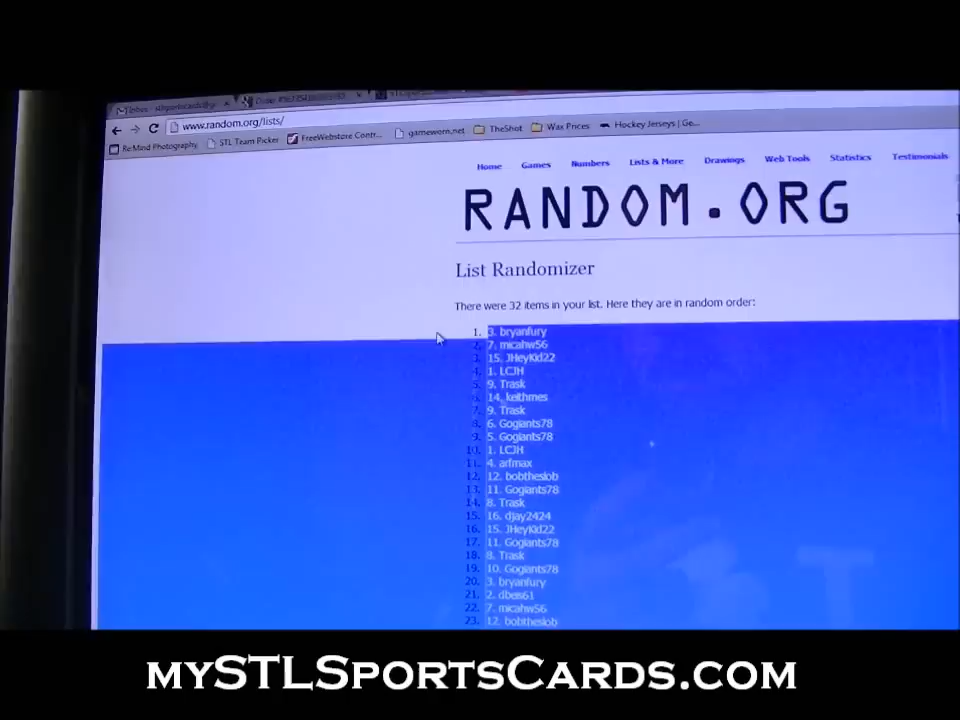 Inbox - stlsportscards@g
www.random.org/lists/
Re:Mind Photography STL Team Picker FreeWebstore Contr... gameworn.net TheShot Wax Prices Hockey Jerseys | Ge...
Home Games Numbers Lists & More Drawings Web Tools Statistics Testimonials
RANDOM.ORG
List Randomizer
There were 32 items in your list. Here they are in random order:
1. 3. bryanfury
2. 7. micahw56
3. 15. JHeyKid22
4. 1. LCJH
5. 9. Trask
6. 14. keithmes
7. 9. Trask
8. 6. Gogiants78
9. 5. Gogiants78
10. 1. LCJH
11. 4. arfmax
12. 12. bobtheslob
13. 11. Gogiants78
14. 8. Trask
15. 16. djay2424
16. 15. JHeyKid22
17. 11. Gogiants78
18. 8. Trask
19. 10. Gogiants78
20. 3. bryanfury
21. 2. dbeis61
22. 7. micahw56
23. 12. bobtheslob
mySTLSportsCards.com